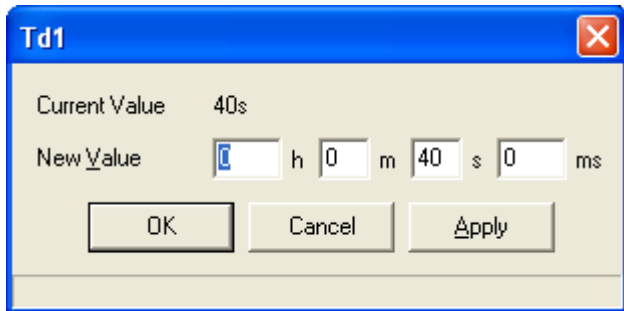 Td1
Current Value 40s
New Value 0 h 0 m 40 s 0 ms
OK Cancel Apply